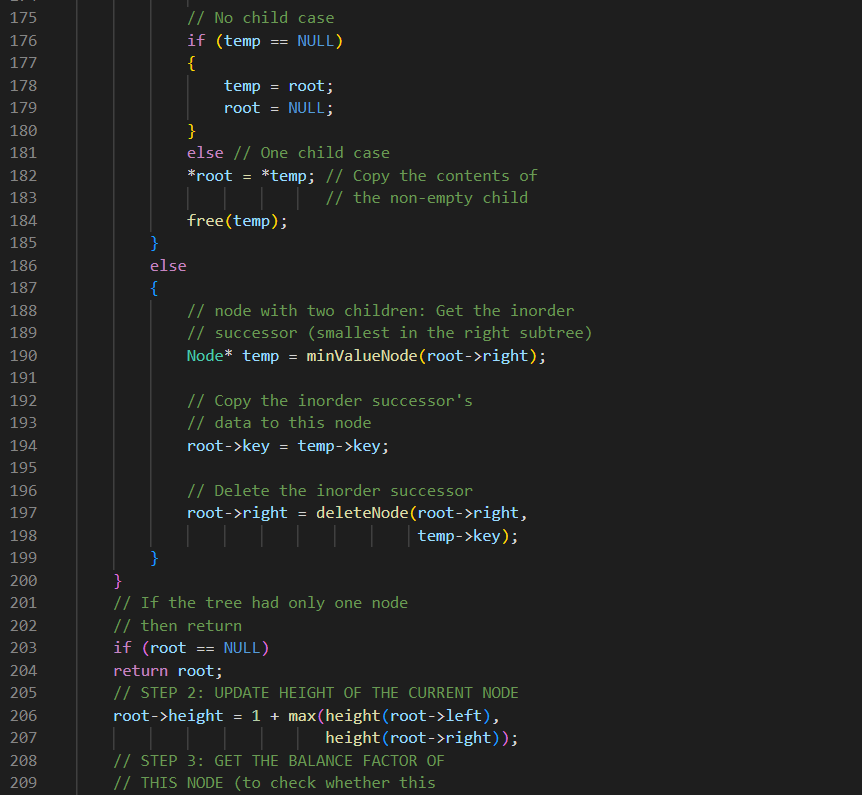 175 // No child case
176 if (temp == NULL)
177 {
178 temp = root;
179 root = NULL;
180 }
181 else // One child case
182 *root = *temp; // Copy the contents of
183 // the non-empty child
184 free(temp);
185 }
186 else
187 {
188 // node with two children: Get the inorder
189 // successor (smallest in the right subtree)
190 Node* temp = minValueNode(root->right);
191
192 // Copy the inorder successor's
193 // data to this node
194 root->key = temp->key;
195
196 // Delete the inorder successor
197 root->right = deleteNode(root->right,
198 temp->key);
199 }
200 }
201 // If the tree had only one node
202 // then return
203 if (root == NULL)
204 return root;
205 // STEP 2: UPDATE HEIGHT OF THE CURRENT NODE
206 root->height = 1 + max(height(root->left),
207 height(root->right));
208 // STEP 3: GET THE BALANCE FACTOR OF
209 // THIS NODE (to check whether this